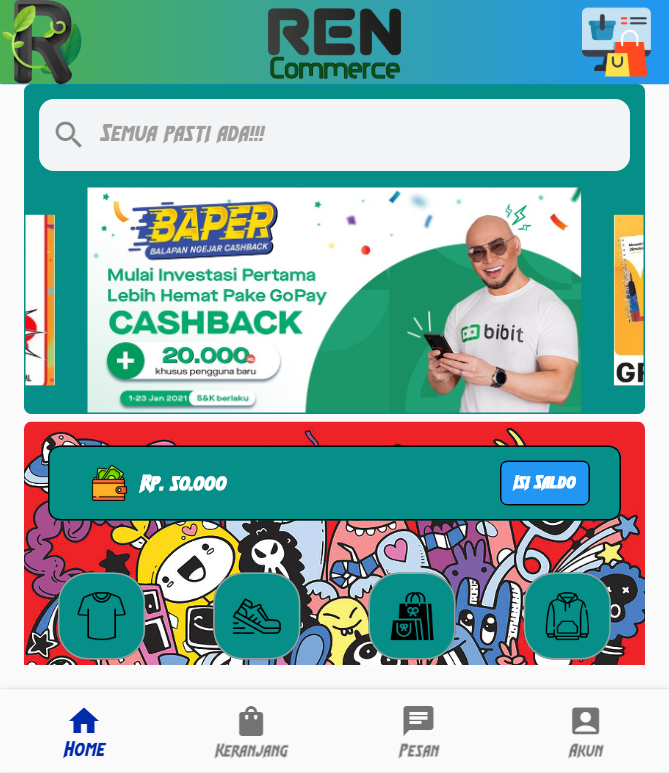 REN
Commerce
Semua pasti ada!!!
BAPER
BALAPAN NGEJAR CASHBACK
Mulai Investasi Pertama
Lebih Hemat Pake GoPay
CASHBACK
+ 20.000
khusus pengguna baru
1-23 Jan 2021 S&K berlaku
bibit
Rp. 50.000
Isi Saldo
Home
Keranjang
Pesan
Akun